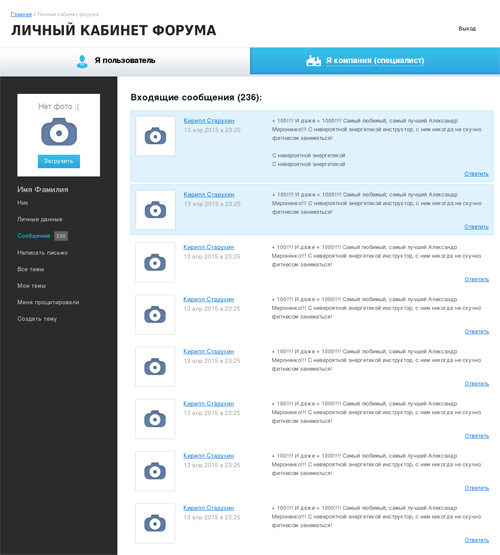 Главная / Личный кабинет форума
ЛИЧНЫЙ КАБИНЕТ ФОРУМА
Выход
Я пользователь
Я компания (специалист)
Нет фото :(
Загрузить
Имя Фамилия
Ник
Личные данные
Сообщение 236
Написать письмо
Все темы
Мои темы
Меня процитировали
Создать тему
Входящие сообщения (236):
Кирилл Старухин
13 апр 2015 в 23:25
+ 100!!!! И даже + 1000!!!! Самый любимый, самый лучший Александр
Мироненко!!! С невероятной энергетикой инструктор, с ним никогда не скучно
фитнесом заниматься!
С невероятной энергетикой
С невероятной энергетикой
Ответить
Кирилл Старухин
13 апр 2015 в 23:25
+ 100!!!! И даже + 1000!!!! Самый любимый, самый лучший Александр
Мироненко!!! С невероятной энергетикой инструктор, с ним никогда не скучно
фитнесом заниматься!
Ответить
Кирилл Старухин
13 апр 2015 в 23:25
+ 100!!!! И даже + 1000!!!! Самый любимый, самый лучший Александр
Мироненко!!! С невероятной энергетикой инструктор, с ним никогда не скучно
фитнесом заниматься!
Ответить
Кирилл Старухин
13 апр 2015 в 23:25
+ 100!!!! И даже + 1000!!!! Самый любимый, самый лучший Александр
Мироненко!!! С невероятной энергетикой инструктор, с ним никогда не скучно
фитнесом заниматься!
Ответить
Кирилл Старухин
13 апр 2015 в 23:25
+ 100!!!! И даже + 1000!!!! Самый любимый, самый лучший Александр
Мироненко!!! С невероятной энергетикой инструктор, с ним никогда не скучно
фитнесом заниматься!
Ответить
Кирилл Старухин
13 апр 2015 в 23:25
+ 100!!!! И даже + 1000!!!! Самый любимый, самый лучший Александр
Мироненко!!! С невероятной энергетикой инструктор, с ним никогда не скучно
фитнесом заниматься!
Ответить
Кирилл Старухин
13 апр 2015 в 23:25
+ 100!!!! И даже + 1000!!!! Самый любимый, самый лучший Александр
Мироненко!!! С невероятной энергетикой инструктор, с ним никогда не скучно
фитнесом заниматься!
Ответить
Кирилл Старухин
13 апр 2015 в 23:25
+ 100!!!! И даже + 1000!!!! Самый любимый, самый лучший Александр
Мироненко!!! С невероятной энергетикой инструктор, с ним никогда не скучно
фитнесом заниматься!
Ответить